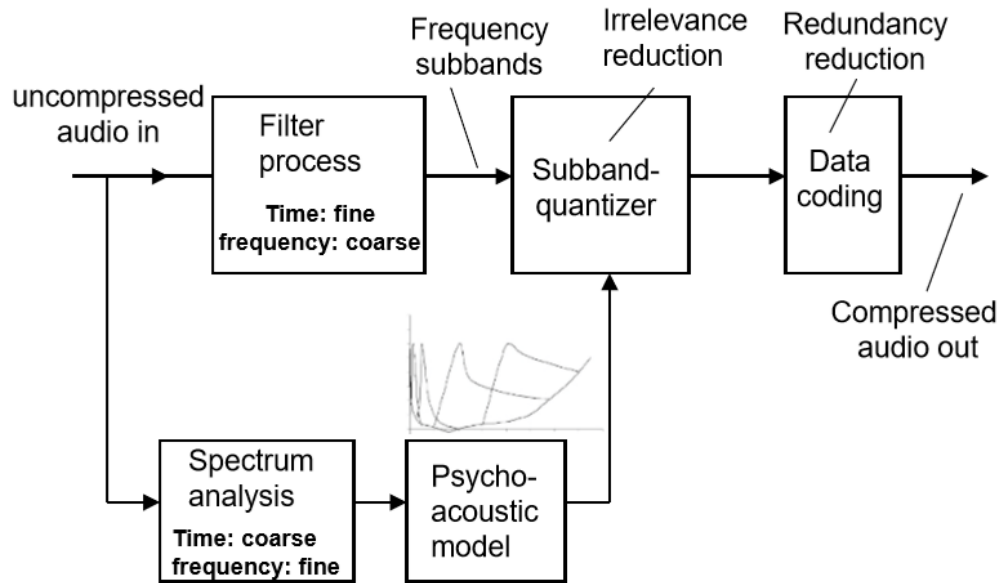 uncompressed
audio in
Filter
process
Time: fine
frequency: coarse
Frequency
subbands
Subband-
quantizer
Irrelevance
reduction
Data
coding
Redundancy
reduction
Compressed
audio out
Spectrum
analysis
Time: coarse
frequency: fine
Psycho-
acoustic
model